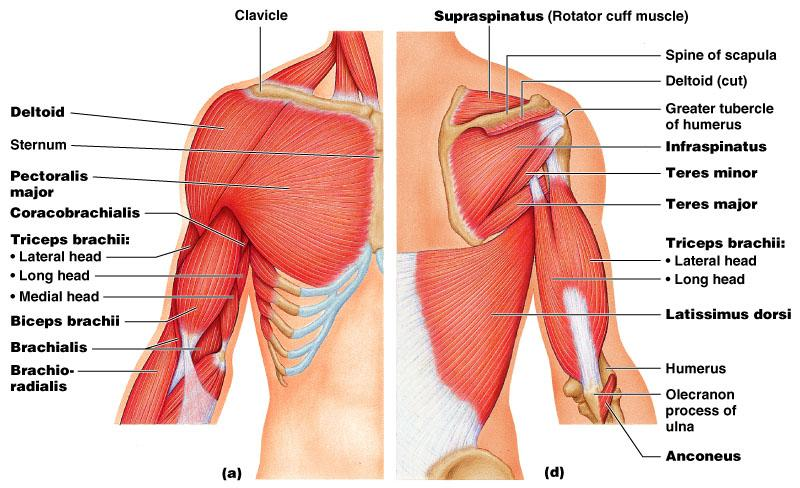 Clavicle
Deltoid
Sternum
Pectoralis
major
Coracobrachialis
Triceps brachii:
• Lateral head
• Long head
• Medial head
Biceps brachii
Brachialis
Brachio-
radialis
(a)
Supraspinatus (Rotator cuff muscle)
Spine of scapula
Deltoid (cut)
Greater tubercle
of humerus
Infraspinatus
Teres minor
Teres major
Triceps brachii:
• Lateral head
• Long head
Latissimus dorsi
Humerus
Olecranon
process of
ulna
Anconeus
(d)